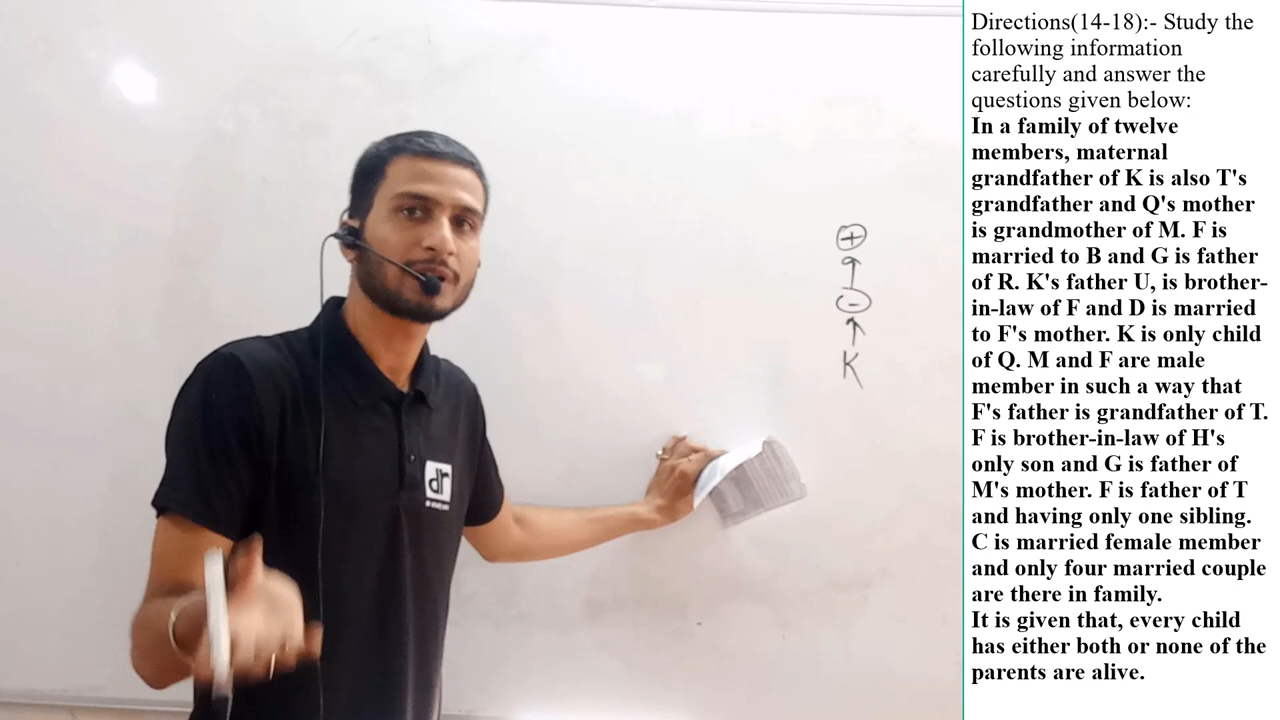 Directions(14-18):- Study the
following information
carefully and answer the
questions given below:
In a family of twelve
members, maternal
grandfather of K is also T's
grandfather and Q's mother
is grandmother of M. F is
married to B and G is father
of R. K's father U, is brother-
in-law of F and D is married
to F's mother. K is only child
of Q. M and F are male
member in such a way that
F's father is grandfather of T.
F is brother-in-law of H's
only son and G is father of
M's mother. F is father of T
and having only one sibling.
C is married female member
and only four married couple
are there in family.
It is given that, every child
has either both or none of the
parents are alive.
+
-
K
dr